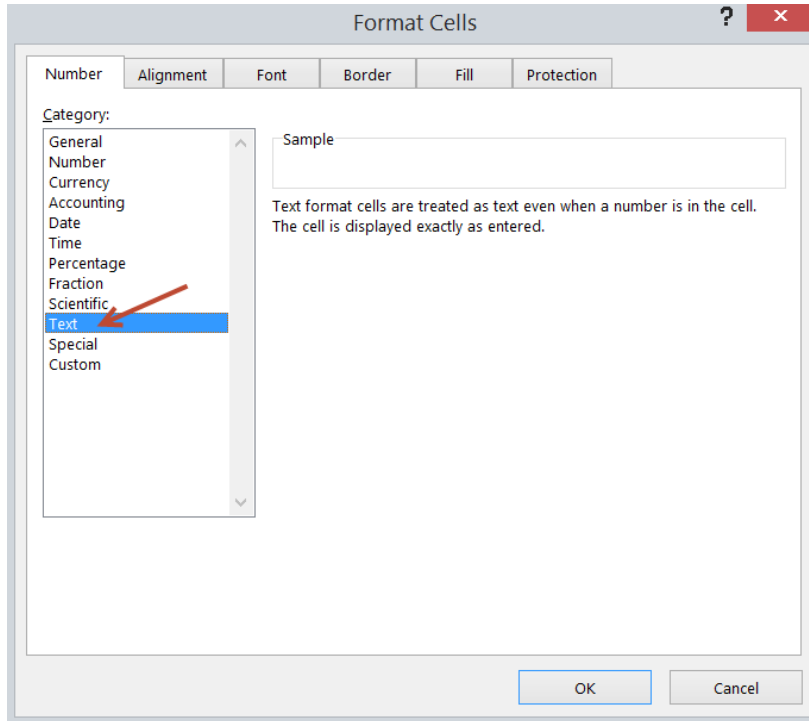 Format Cells
?
×
Number Alignment Font Border Fill Protection
Category:
General
Number
Currency
Accounting
Date
Time
Percentage
Fraction
Scientific
Text
Special
Custom
Sample
Text format cells are treated as text even when a number is in the cell.
The cell is displayed exactly as entered.
OK Cancel